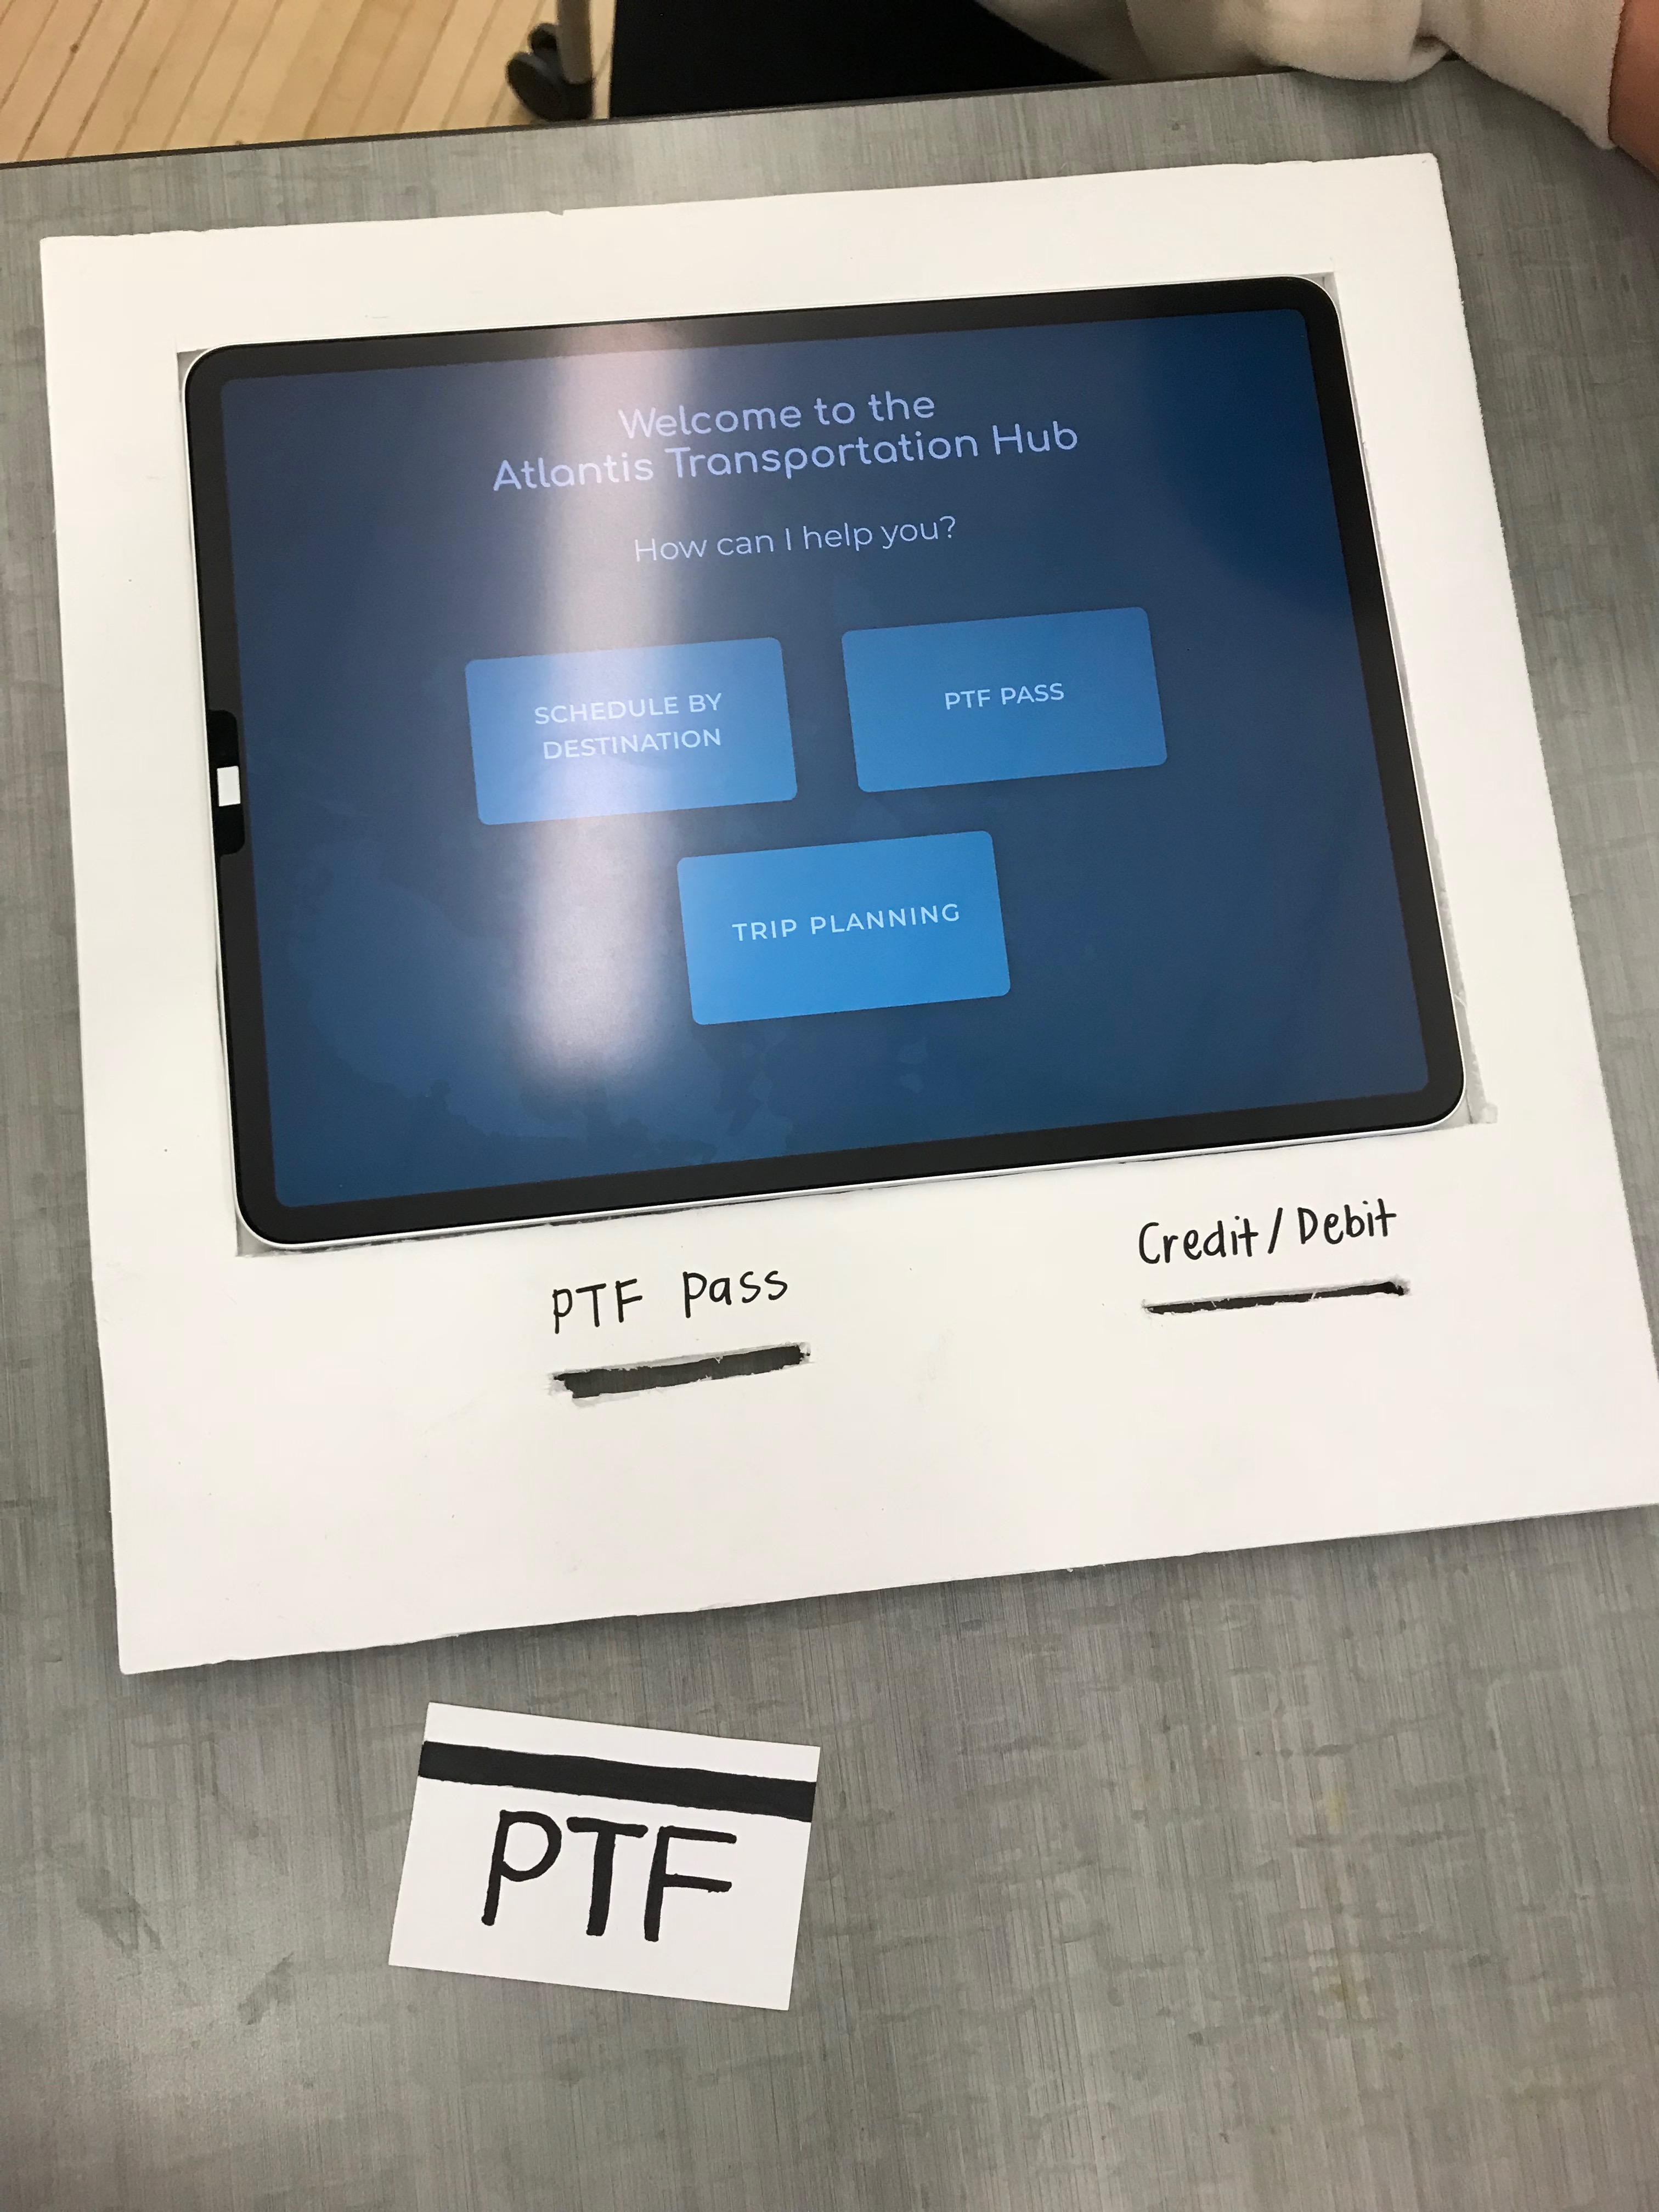 Welcome to the
Atlantis Transportation Hub
How can I help you?
SCHEDULE BY
DESTINATION
PTF PASS
TRIP PLANNING
PTF Pass
Credit/Debit
PTF